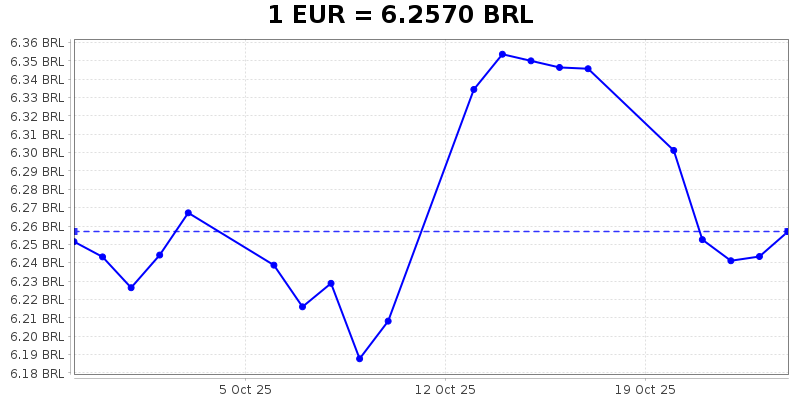 1 EUR = 6.2570 BRL
6.36 BRL
6.35 BRL
6.34 BRL
6.33 BRL
6.32 BRL
6.31 BRL
6.30 BRL
6.29 BRL
6.28 BRL
6.27 BRL
6.26 BRL
6.25 BRL
6.24 BRL
6.23 BRL
6.22 BRL
6.21 BRL
6.20 BRL
6.19 BRL
6.18 BRL
5 Oct 25 12 Oct 25 19 Oct 25